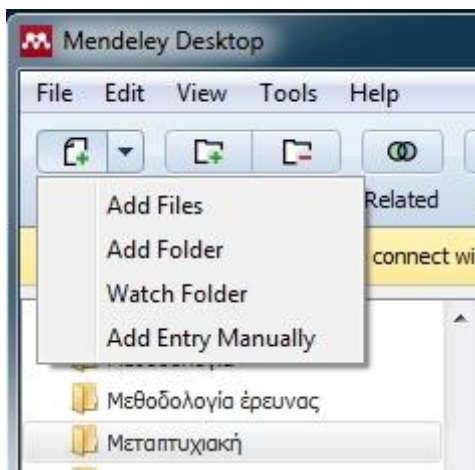 Mendeley Desktop
File Edit View Tools Help
Add Files
Related
Add Folder
connect wi
Watch Folder
Add Entry Manually
Μεθοδολογία έρευνας
Μεταπτυχιακή